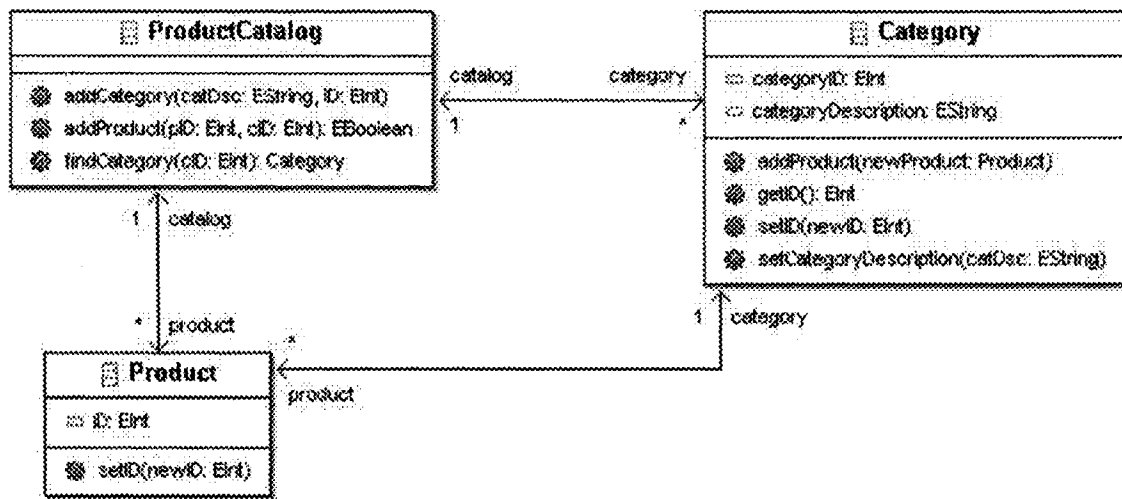 ProductCatalog
addCategory(catDsc: EString, ID: EInt)
addProduct(pID: EInt, cID: EInt): EBoolean
findCategory(cID: EInt): Category
catalog
category
1
*
Category
categoryID: EInt
categoryDescription: EString
addProduct(newProduct: Product)
getID(): EInt
setID(newID: EInt)
setCategoryDescription(catDsc: EString)
1
catalog
*
product
1
category
*
product
Product
ID: EInt
setID(newID: EInt)